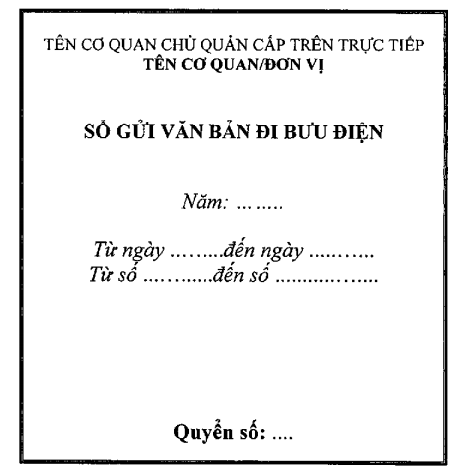 TÊN CƠ QUAN CHỦ QUẢN CẤP TRÊN TRỰC TIẾP
TÊN CƠ QUAN/ĐƠN VỊ
SỔ GỬI VĂN BẢN ĐI BƯU ĐIỆN
Năm: ........
Từ ngày .........đến ngày ...........
Từ số ...........đến số .................
Quyển số: ....